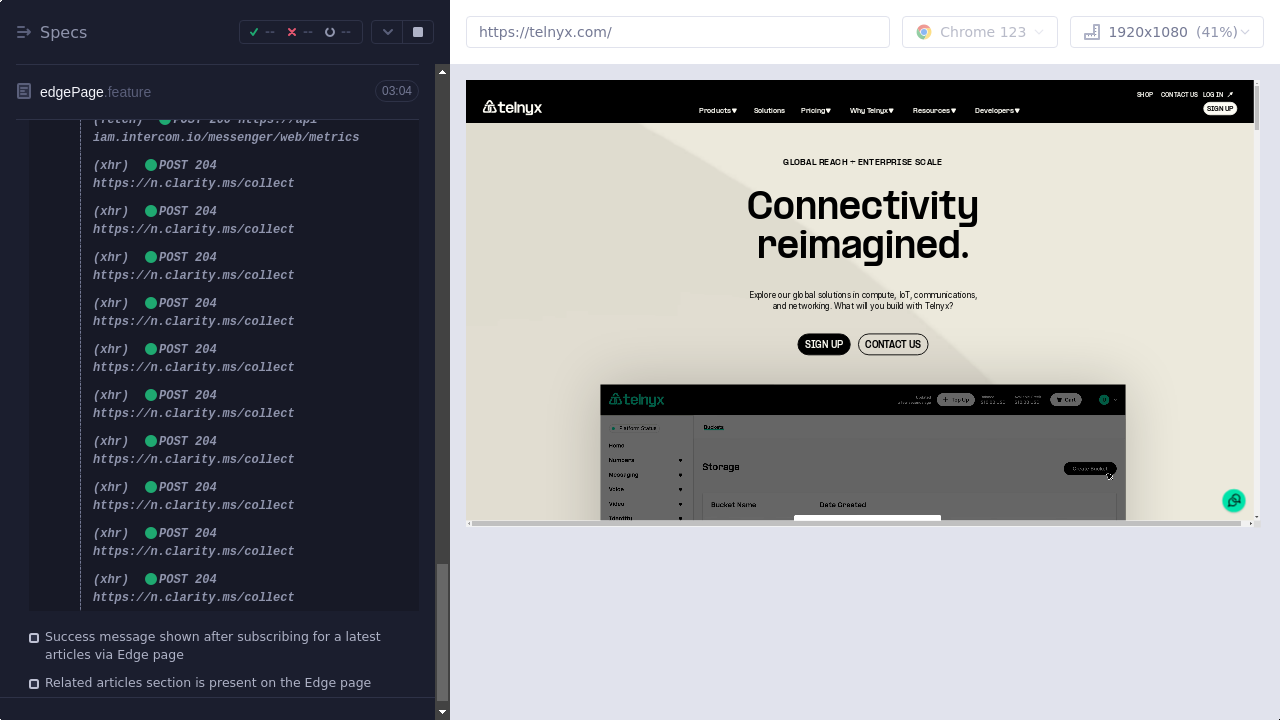 Specs
--
--
--
edgePage.feature
03:04
(fetch) POST 200 https://api-
iam.intercom.io/messenger/web/metrics
(xhr) POST 204
https://n.clarity.ms/collect
(xhr) POST 204
https://n.clarity.ms/collect
(xhr) POST 204
https://n.clarity.ms/collect
(xhr) POST 204
https://n.clarity.ms/collect
(xhr) POST 204
https://n.clarity.ms/collect
(xhr) POST 204
https://n.clarity.ms/collect
(xhr) POST 204
https://n.clarity.ms/collect
(xhr) POST 204
https://n.clarity.ms/collect
(xhr) POST 204
https://n.clarity.ms/collect
(xhr) POST 204
https://n.clarity.ms/collect
Success message shown after subscribing for a latest
articles via Edge page
Related articles section is present on the Edge page
https://telnyx.com/
Chrome 123
1920x1080 (41%)
SHOP CONTACT US LOG IN
telnyx
Products Solutions Pricing Why Telnyx Resources Developers
SIGN UP
GLOBAL REACH + ENTERPRISE SCALE
Connectivity
reimagined.
Explore our global solutions in compute, IoT, communications,
and networking. What will you build with Telnyx?
SIGN UP
CONTACT US
telnyx
Top Up
Cart
Platform Status
Buckets
Home
Numbers
Messaging
Voice
Video
Identity
Storage
Create Bucket
Bucket Name
Date Created